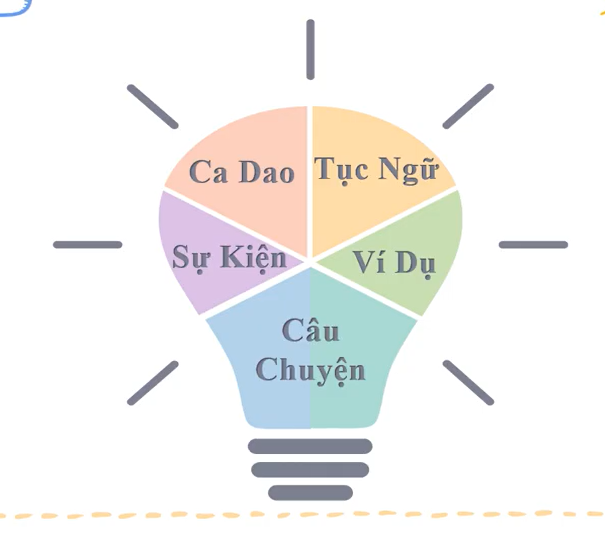 Ca Dao
Tục Ngữ
Sự Kiện
Ví Dụ
Câu
Chuyện